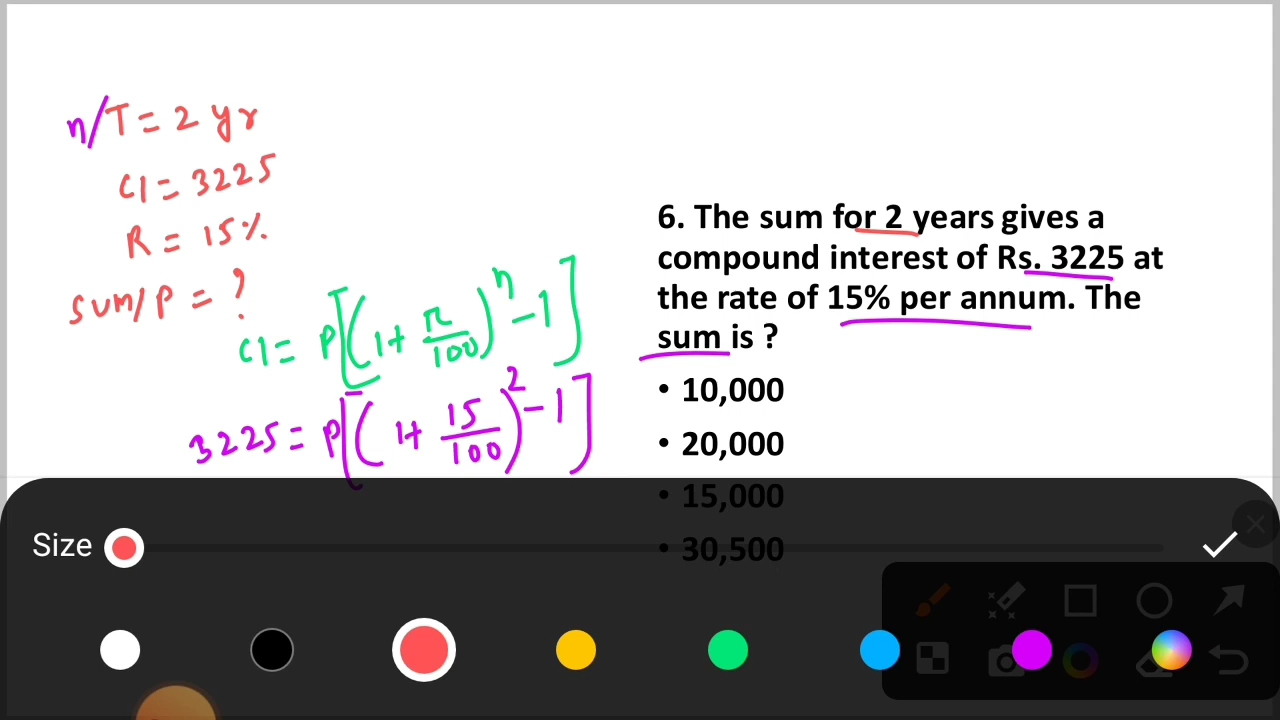 n/T = 2 yr
CI = 3225
R = 15%
SUM/P = ?
CI = P[(1 + r/100)^n - 1]
3225 = P[(1 + 15/100)^2 - 1]
6. The sum for 2 years gives a
compound interest of Rs. 3225 at
the rate of 15% per annum. The
sum is ?
• 10,000
• 20,000
• 15,000
• 30,500
Size